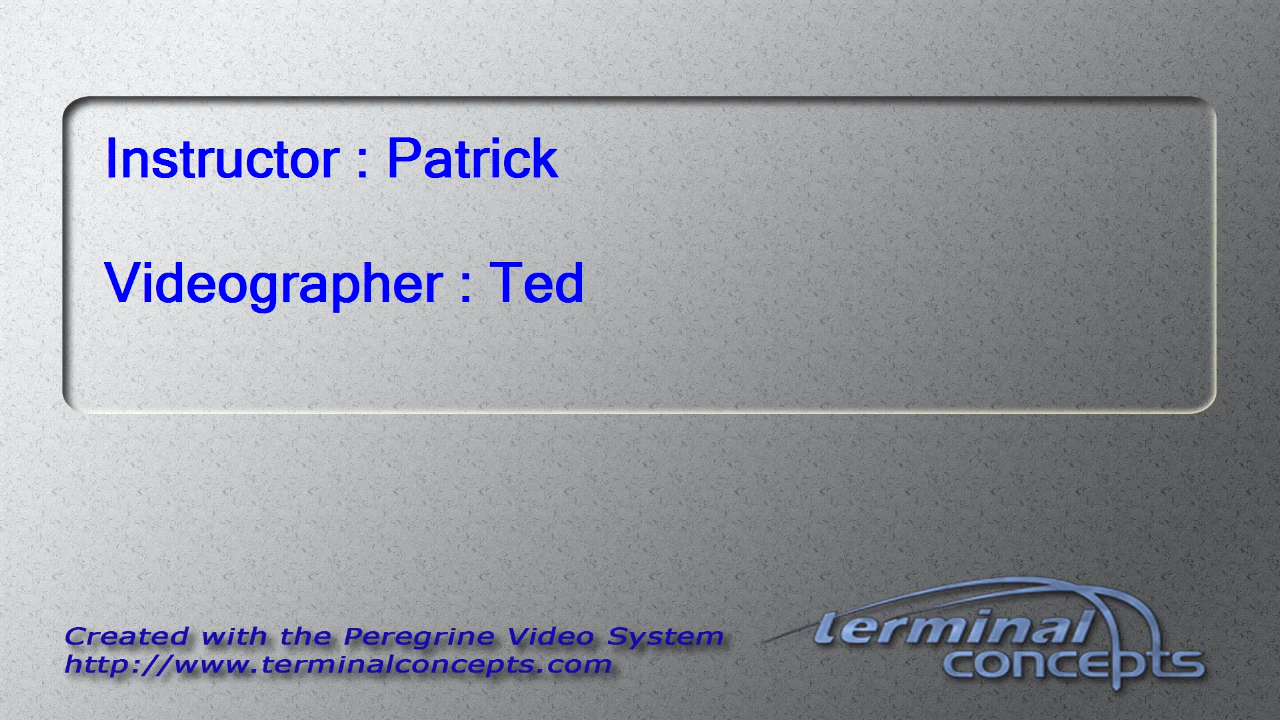 Instructor : Patrick
Videographer : Ted
Created with the Peregrine Video System
http://www.terminalconcepts.com
terminal
concepts